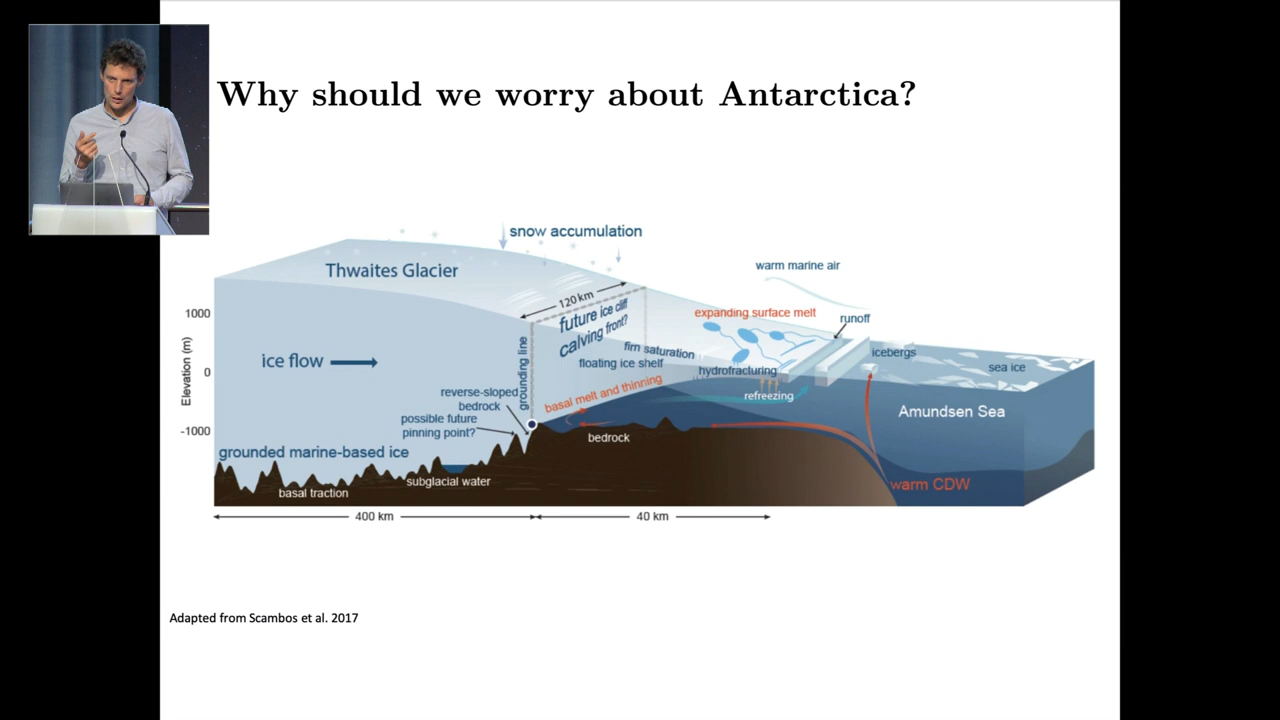 Why should we worry about Antarctica?
snow accumulation
Thwaites Glacier
warm marine air
120 km
1000
future ice cliff
calving front?
expanding surface melt
runoff
firn saturation
icebergs
Elevation (m)
ice flow
grounding line
floating ice shelf
hydrofracturing
sea ice
0
reverse-sloped
bedrock
basal melt and thinning
refreezing
Amundsen Sea
possible future
pinning point?
-1000
bedrock
grounded marine-based ice
subglacial water
basal traction
warm CDW
400 km
40 km
Adapted from Scambos et al. 2017